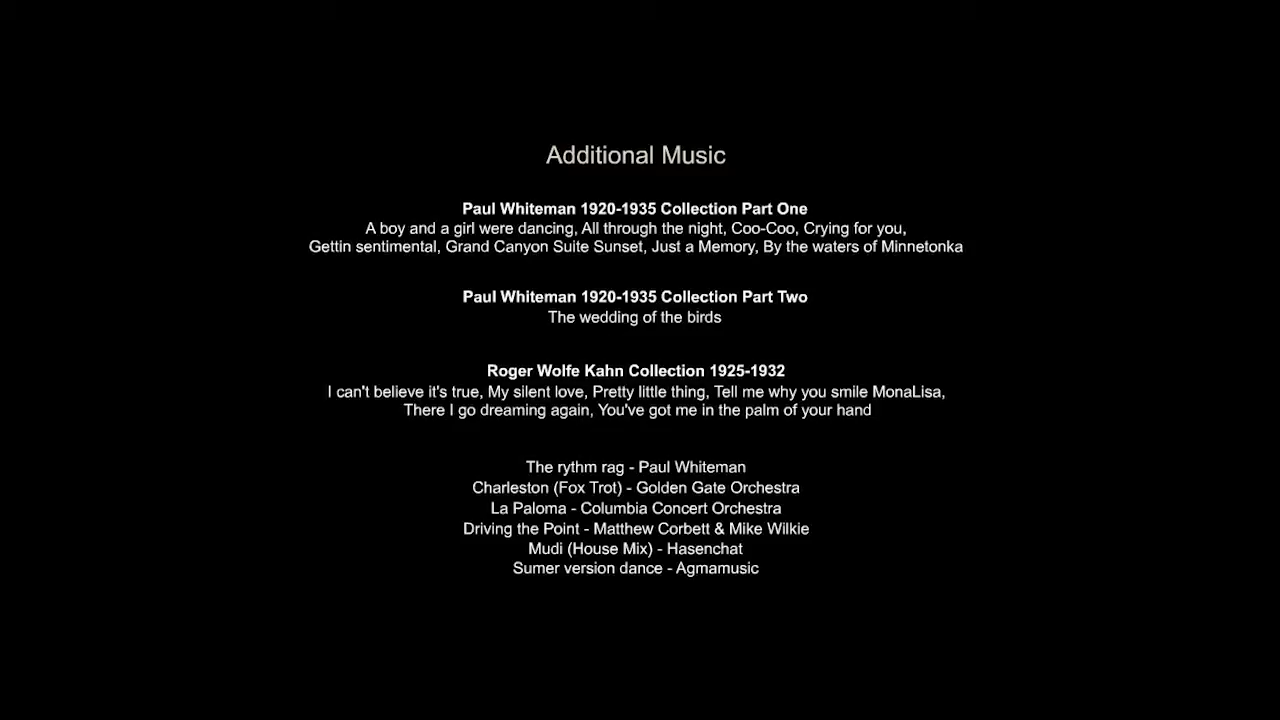 Additional Music
Paul Whiteman 1920-1935 Collection Part One
A boy and a girl were dancing, All through the night, Coo-Coo, Crying for you,
Gettin sentimental, Grand Canyon Suite Sunset, Just a Memory, By the waters of Minnetonka
Paul Whiteman 1920-1935 Collection Part Two
The wedding of the birds
Roger Wolfe Kahn Collection 1925-1932
I can't believe it's true, My silent love, Pretty little thing, Tell me why you smile MonaLisa,
There I go dreaming again, You've got me in the palm of your hand
The rythm rag - Paul Whiteman
Charleston (Fox Trot) - Golden Gate Orchestra
La Paloma - Columbia Concert Orchestra
Driving the Point - Matthew Corbett & Mike Wilkie
Mudi (House Mix) - Hasenchat
Sumer version dance - Agmamusic